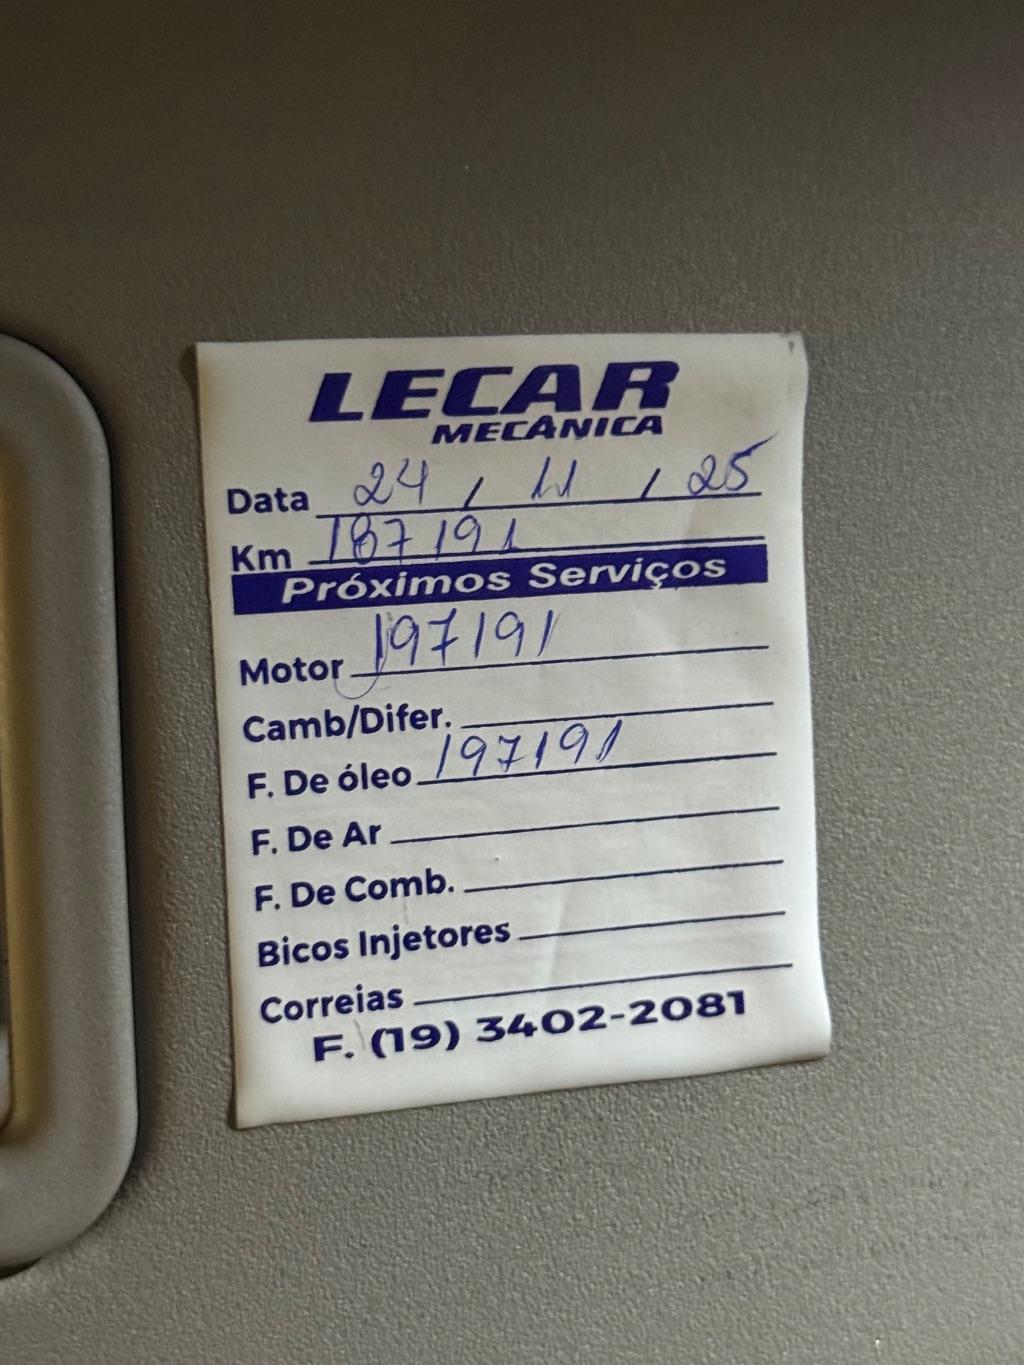 LECAR
MECÂNICA
Data 24 / 11 / 25
Km 187191
Próximos Serviços
Motor 197191
Camb/Difer.
F. De óleo 197191
F. De Ar
F. De Comb.
Bicos Injetores
Correias
F. (19) 3402-2081